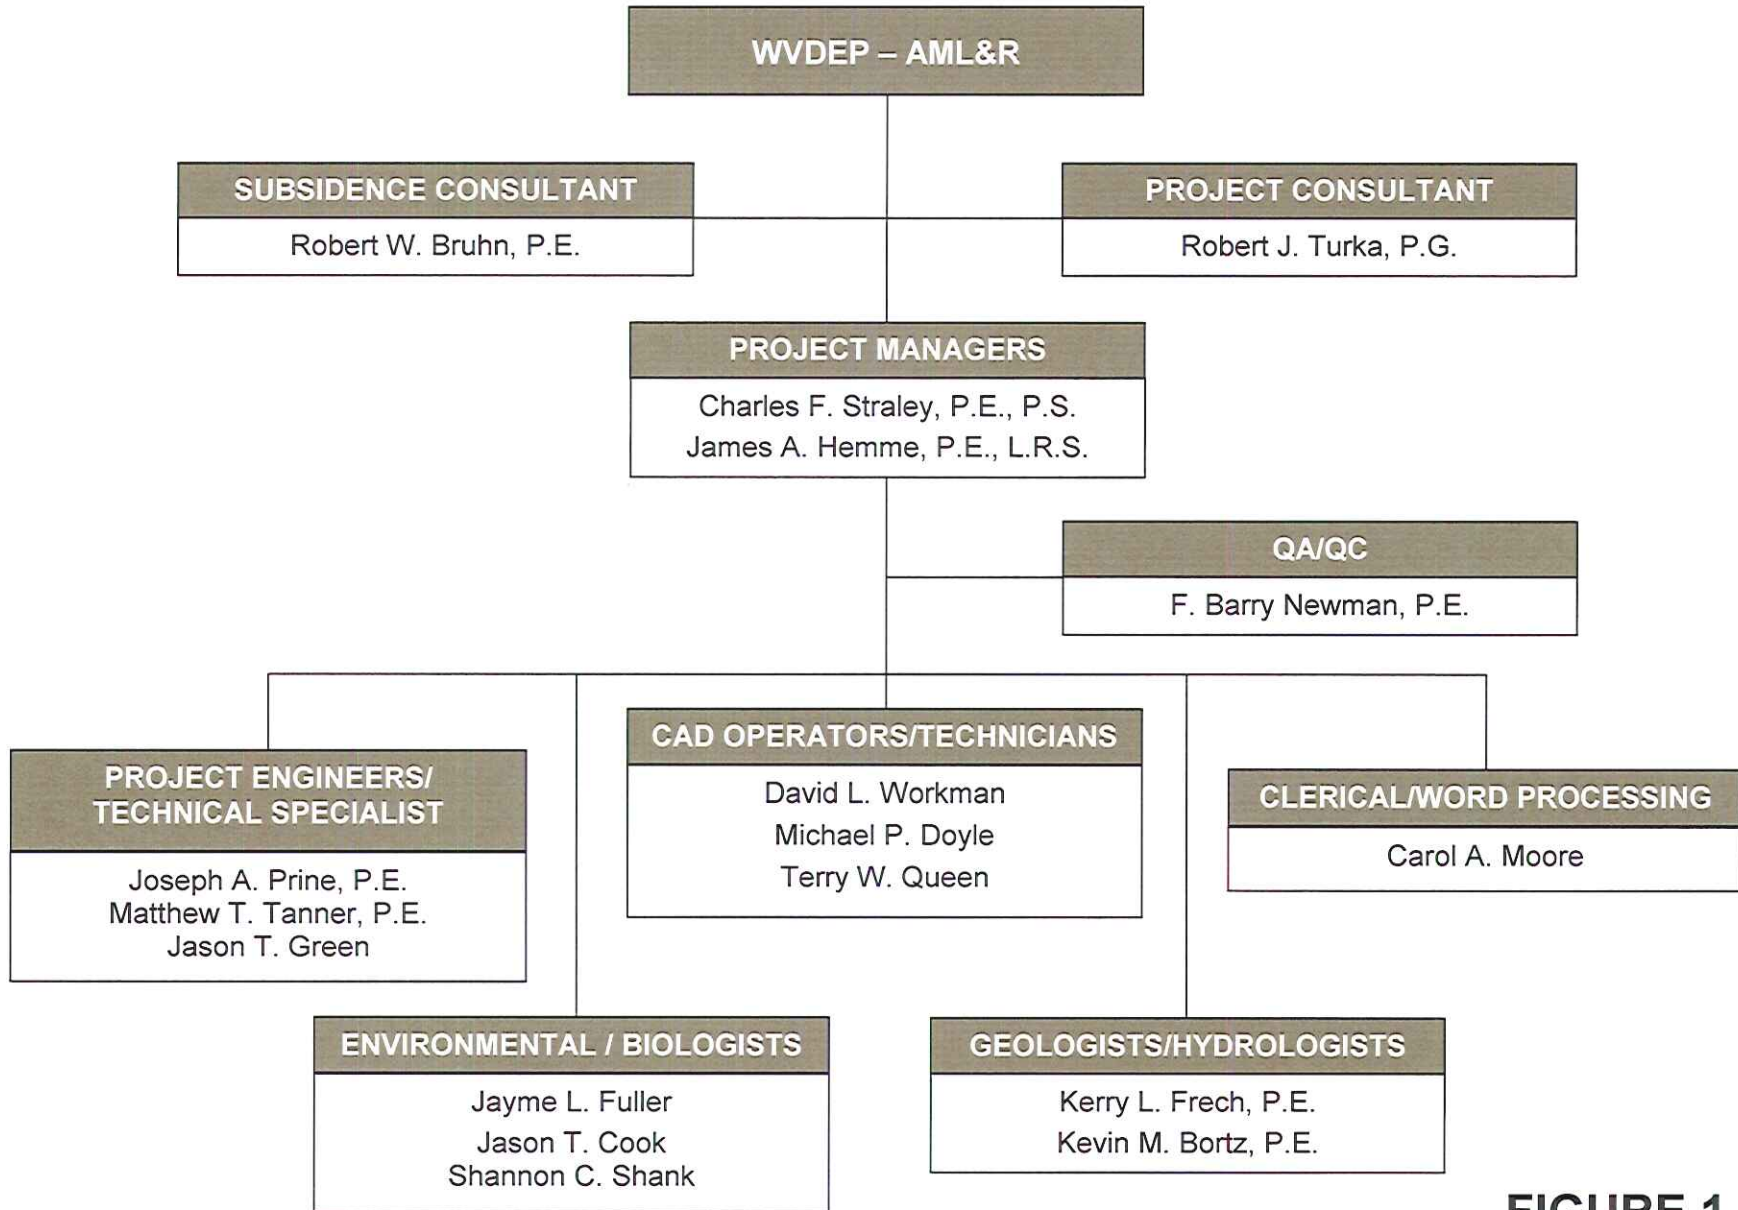 WVDEP – AML&R
SUBSIDENCE CONSULTANT
Robert W. Bruhn, P.E.
PROJECT CONSULTANT
Robert J. Turka, P.G.
PROJECT MANAGERS
Charles F. Straley, P.E., P.S.
James A. Hemme, P.E., L.R.S.
QA/QC
F. Barry Newman, P.E.
PROJECT ENGINEERS/
TECHNICAL SPECIALIST
Joseph A. Prine, P.E.
Matthew T. Tanner, P.E.
Jason T. Green
CAD OPERATORS/TECHNICIANS
David L. Workman
Michael P. Doyle
Terry W. Queen
CLERICAL/WORD PROCESSING
Carol A. Moore
ENVIRONMENTAL / BIOLOGISTS
Jayme L. Fuller
Jason T. Cook
Shannon C. Shank
GEOLOGISTS/HYDROLOGISTS
Kerry L. Frech, P.E.
Kevin M. Bortz, P.E.
FIGURE 1